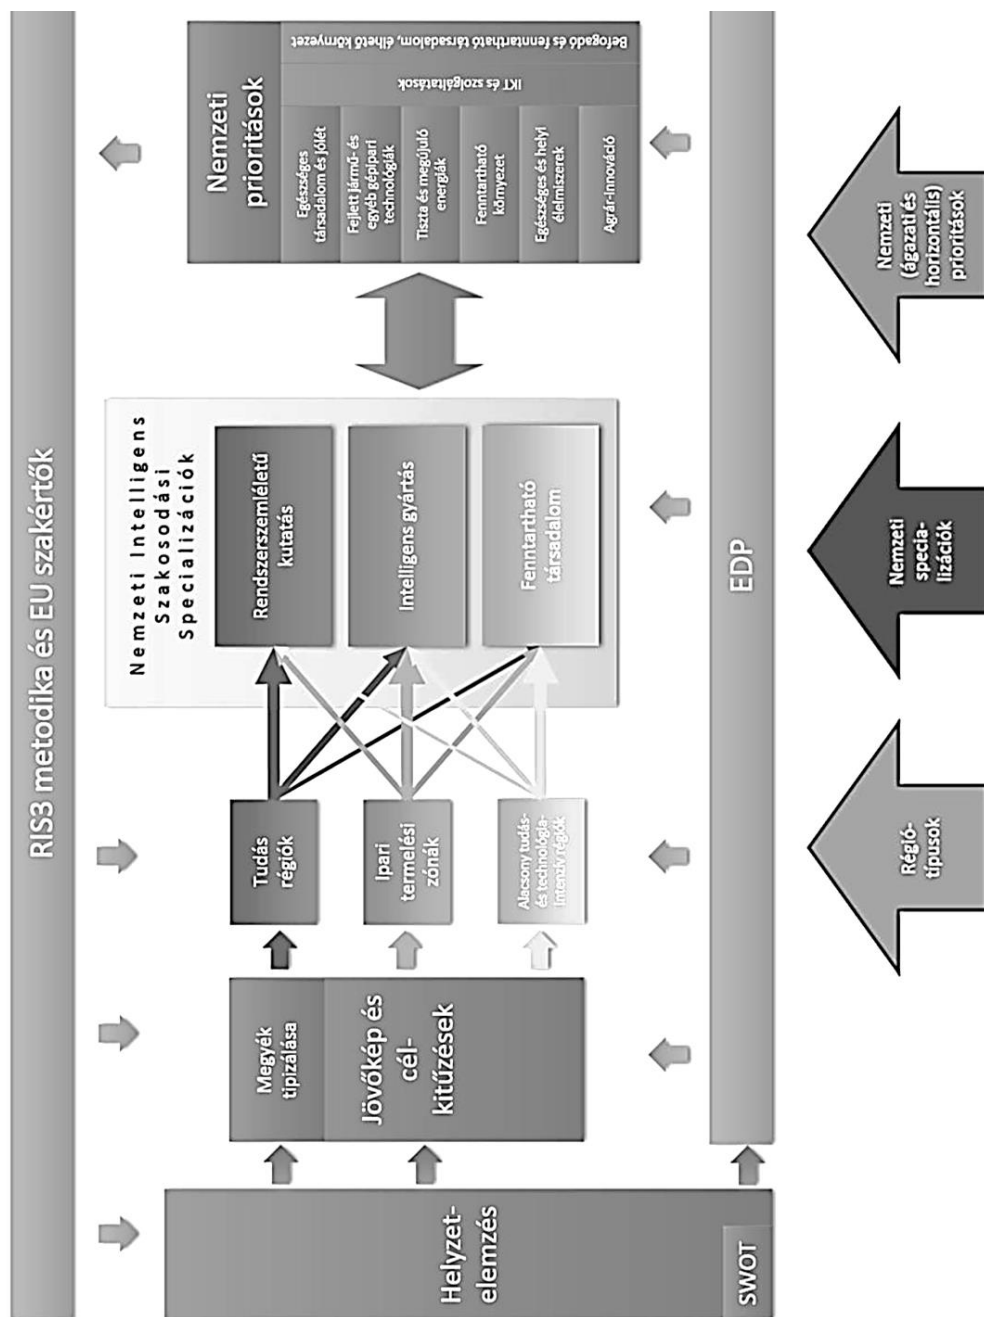 RIS3 metodika és EU szakértők
Helyzet-
elemzés
SWOT
Megyék
tipizálása
Jövőkép és
cél-
kitűzések
Tudás
régiók
Ipari
termelési
zónák
Alacsony tudás-
és technológia-
Intenzív régiók
Nemzeti Intelligens
Szakosodási
Specializációk
Rendszerszemléletű
kutatás
Intelligens gyártás
Fenntartható
társadalom
Nemzeti
prioritások
Egészséges
társadalom és jólét
Fejlett jármű- és
egyéb gépipari
technológiák
Tiszta és megújuló
energiák
Fenntartható
környezet
Egészséges és helyi
élelmiszerek
Agrár-innováció
IKT és szolgáltatások
Befogadó és fenntartható társadalom, élhető környezet
EDP
Régió-
típusok
Nemzeti
specia-
lizációk
Nemzeti
(ágazati és
horizontális)
prioritások